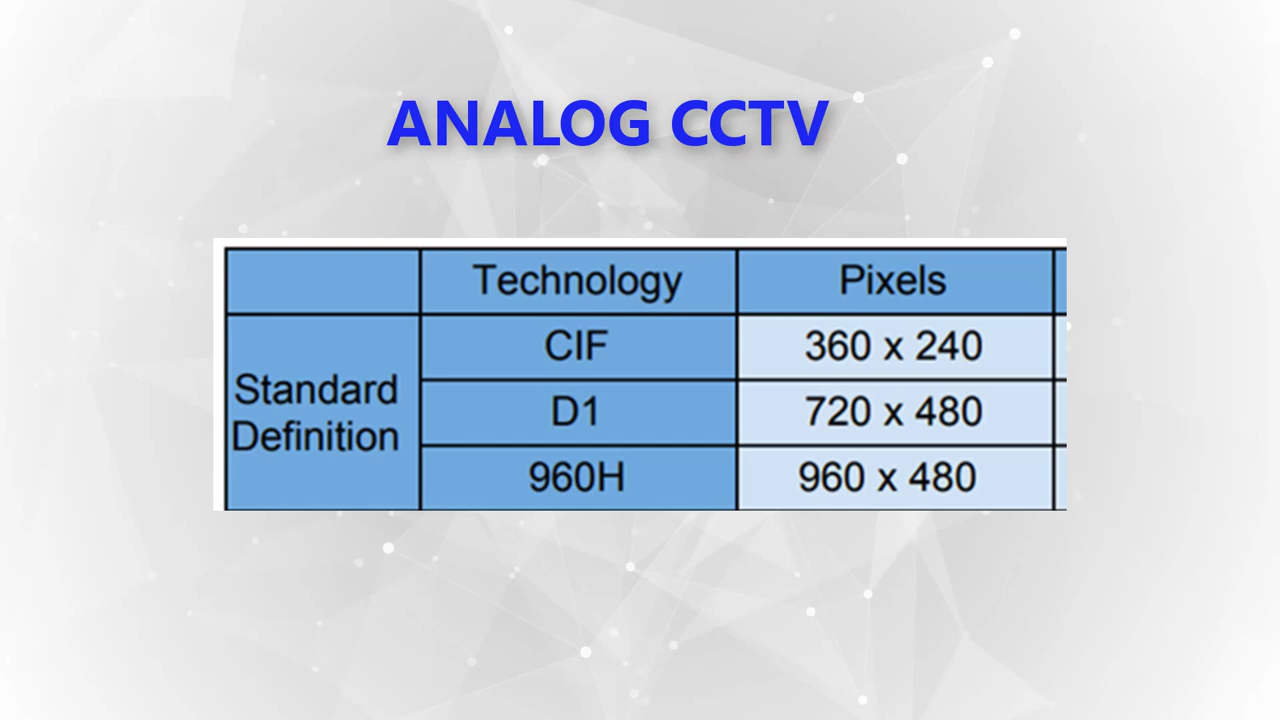 ANALOG CCTV
Technology Pixels
CIF 360 x 240
Standard
Definition
D1 720 x 480
960H 960 x 480